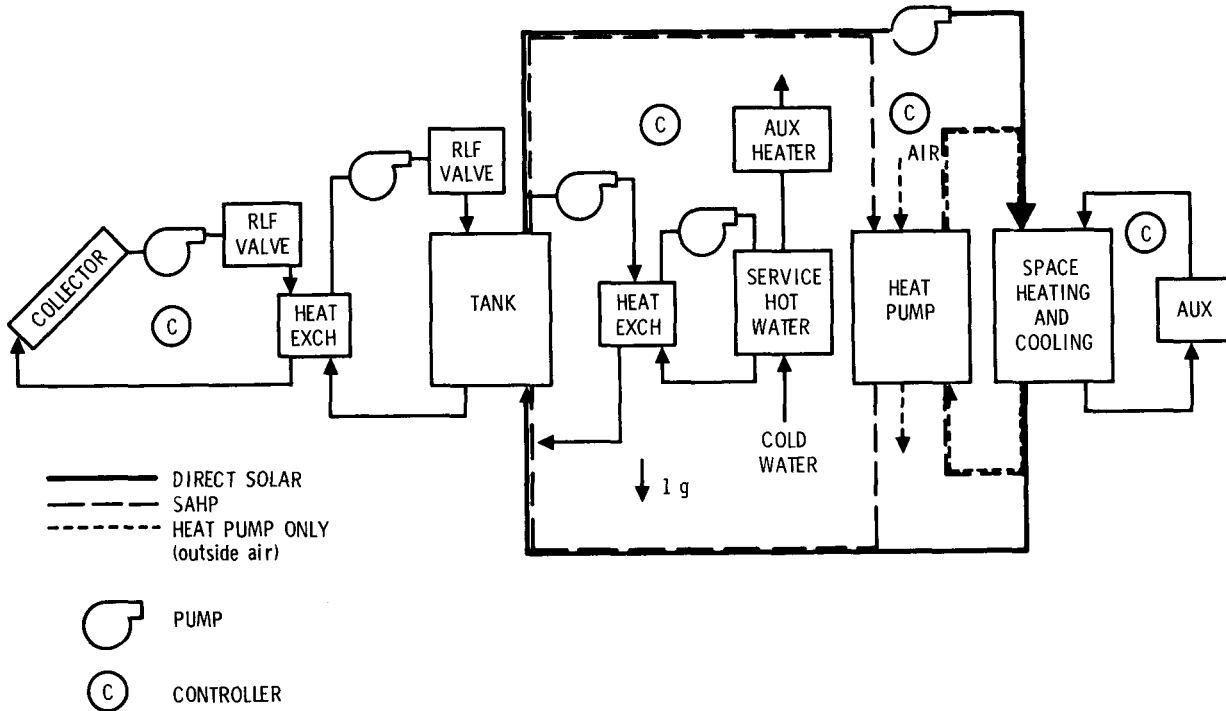 C
AUX
HEATER
C
AIR
RLF
VALVE
RLF
VALVE
COLLECTOR
C
HEAT
EXCH
TANK
HEAT
EXCH
SERVICE
HOT
WATER
HEAT
PUMP
SPACE
HEATING
AND
COOLING
C
AUX
COLD
WATER
1 g
DIRECT SOLAR
SAHP
HEAT PUMP ONLY
(outside air)
PUMP
C
CONTROLLER